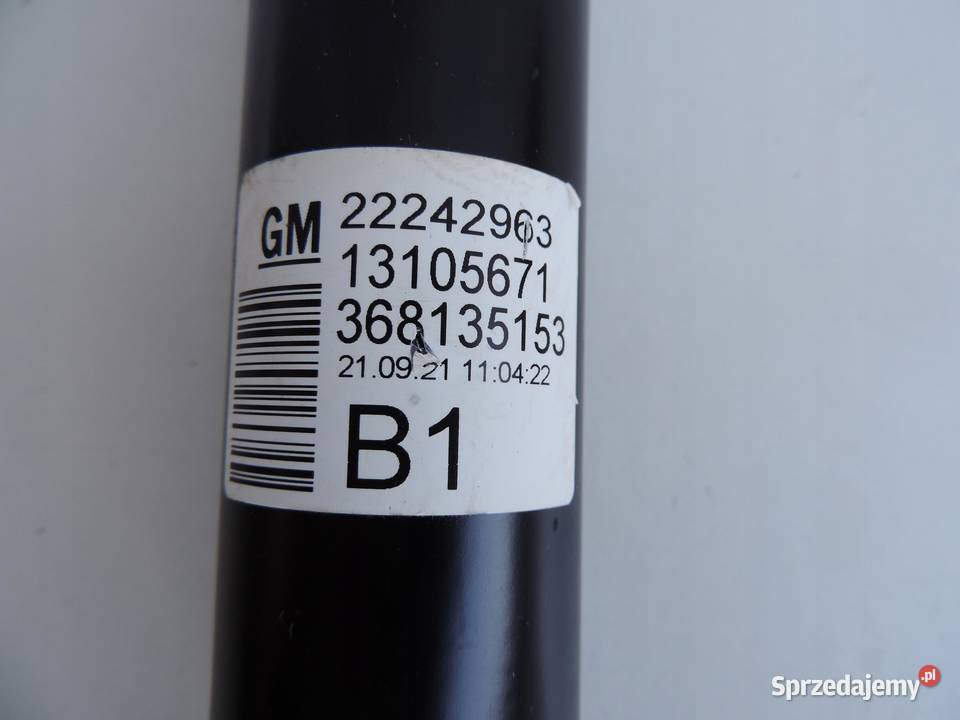 GM 22242963
13105671
368135153
21.09.21 11:04:22
B1
Sprzedajemy.pl